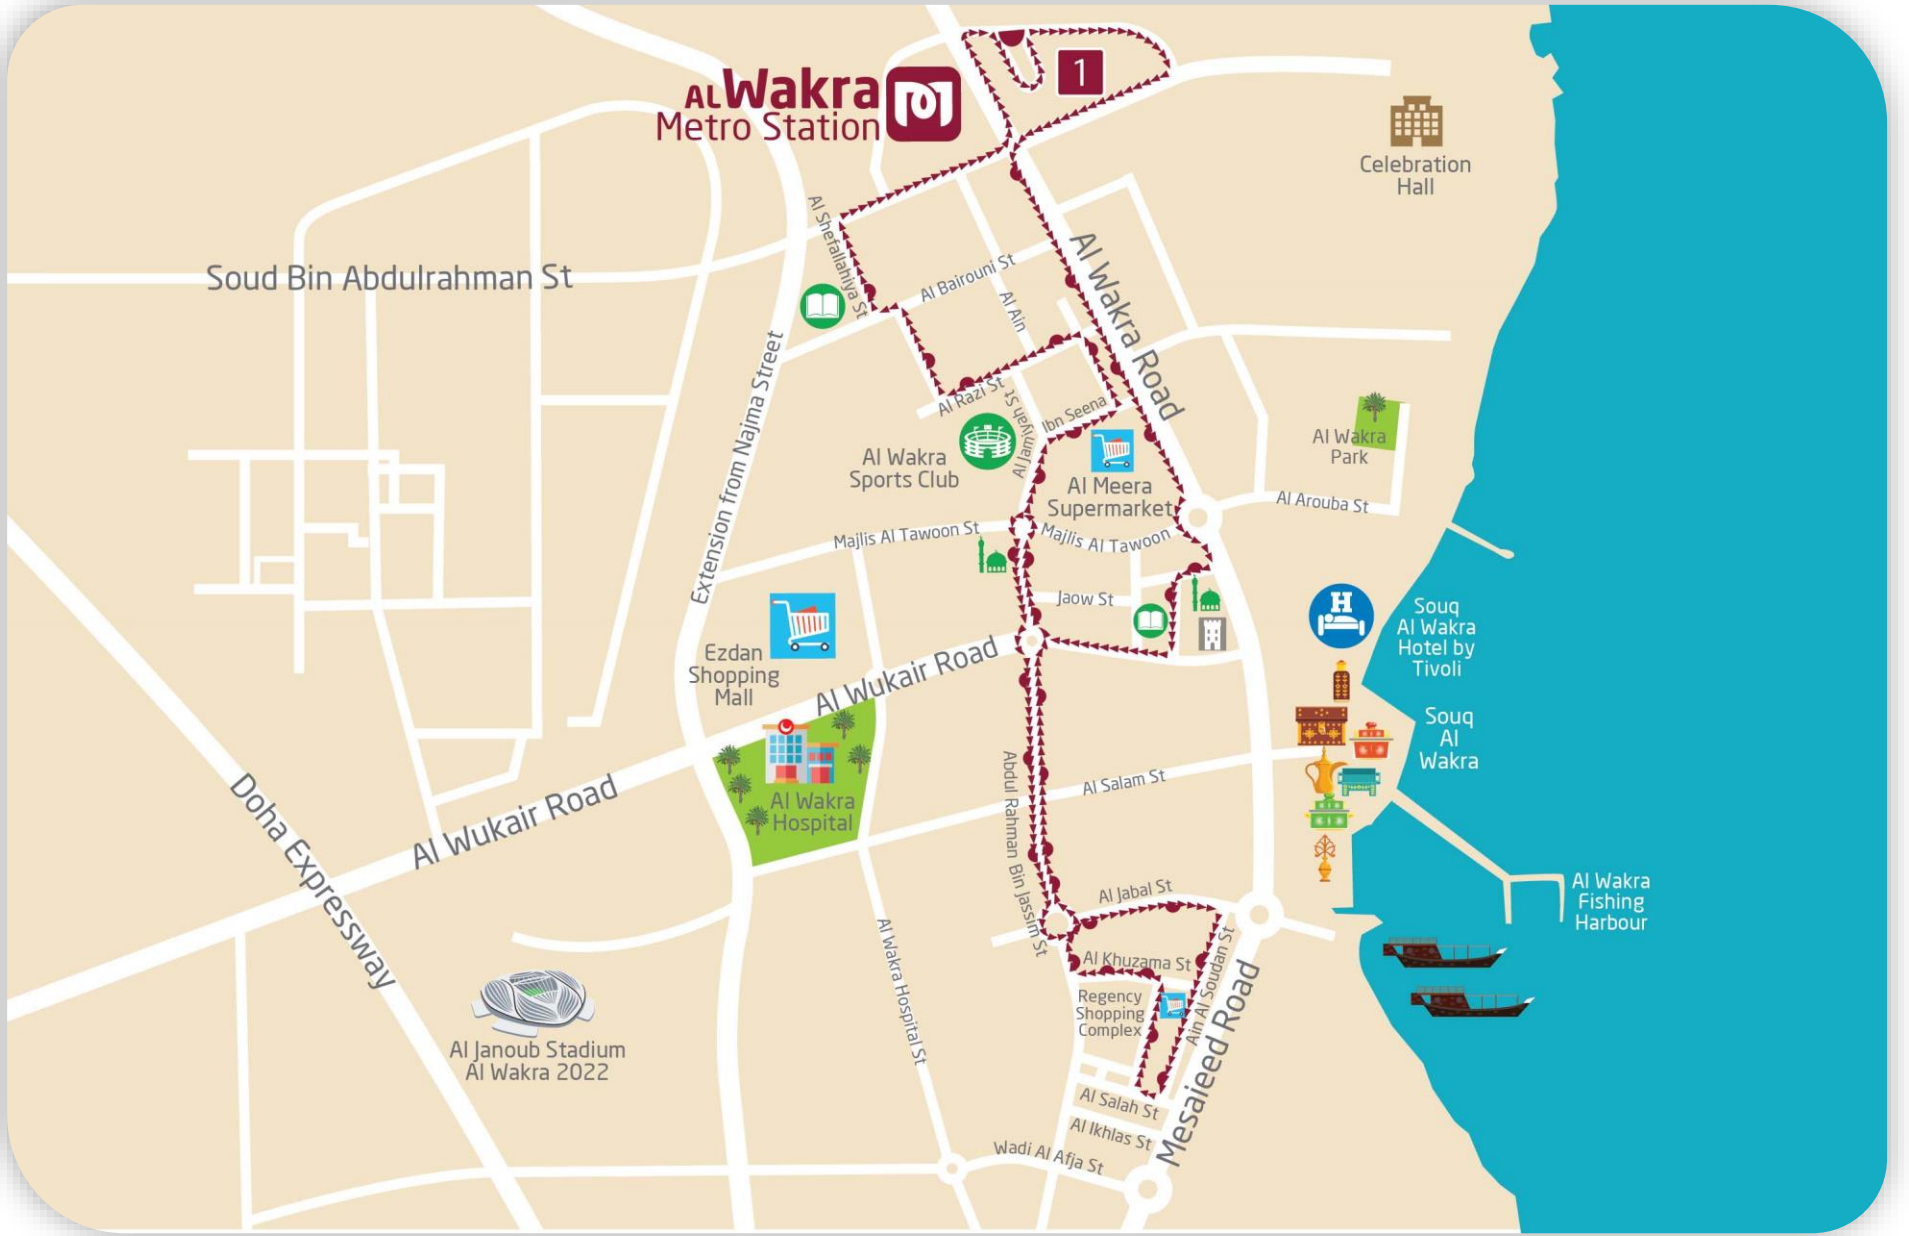 AL Wakra
Metro Station
1
Celebration
Hall
Al Shefallahiya St
Soud Bin Abdulrahman St
Al Bairouni St
Al Ain
Al Wakra Road
Extension from Najma Street
Al Razi St
Al Jamiyah St
Ibn Seena
Al Wakra
Sports Club
Al Meera
Supermarket
Al Wakra
Park
Al Arouba St
Majlis Al Tawoon St
Majlis Al Tawoon
Jaow St
H
Souq
Al Wakra
Hotel by
Tivoli
Ezdan
Shopping
Mall
Al Wukair Road
Souq
Al
Wakra
Al Wakra
Hospital
Abdul Rahman Bin Jassim St
Al Salam St
Doha Expressway
Al Wukair Road
Al Jabal St
Al Wakra
Fishing
Harbour
Al Wakra Hospital St
Al Khuzama St
Ain Al Soudan St
Regency
Shopping
Complex
Mesaieed Road
Al Janoub Stadium
Al Wakra 2022
Al Salah St
Al Ikhlas St
Wadi Al Afja St